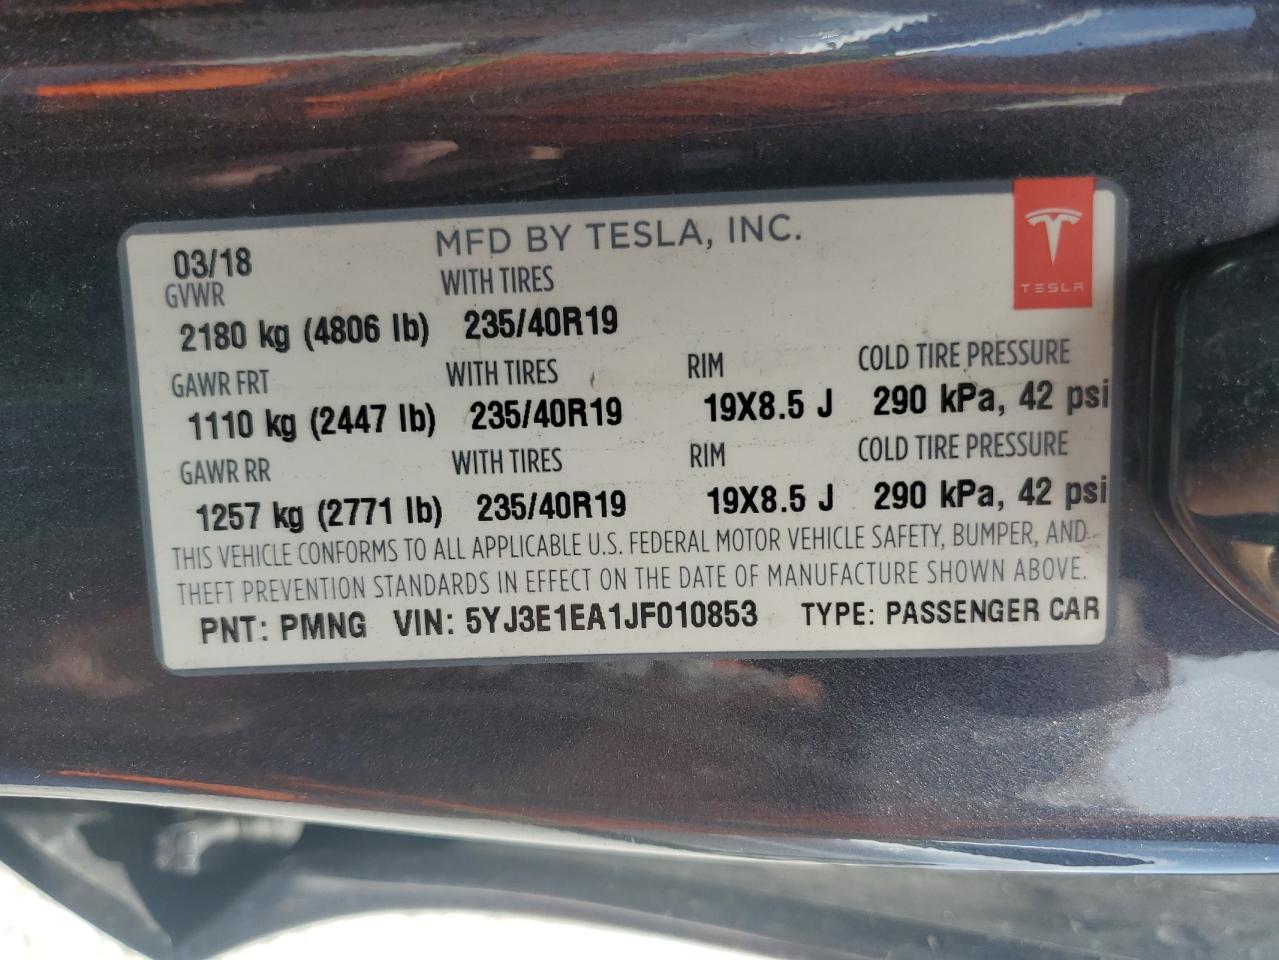 MFD BY TESLA, INC.
TESLA
03/18
GVWR WITH TIRES
2180 kg (4806 lb) 235/40R19
GAWR FRT WITH TIRES RIM COLD TIRE PRESSURE
1110 kg (2447 lb) 235/40R19 19X8.5 J 290 kPa, 42 psi
GAWR RR WITH TIRES RIM COLD TIRE PRESSURE
1257 kg (2771 lb) 235/40R19 19X8.5 J 290 kPa, 42 psi
THIS VEHICLE CONFORMS TO ALL APPLICABLE U.S. FEDERAL MOTOR VEHICLE SAFETY, BUMPER, AND
THEFT PREVENTION STANDARDS IN EFFECT ON THE DATE OF MANUFACTURE SHOWN ABOVE.
PNT: PMNG VIN: 5YJ3E1EA1JF010853 TYPE: PASSENGER CAR